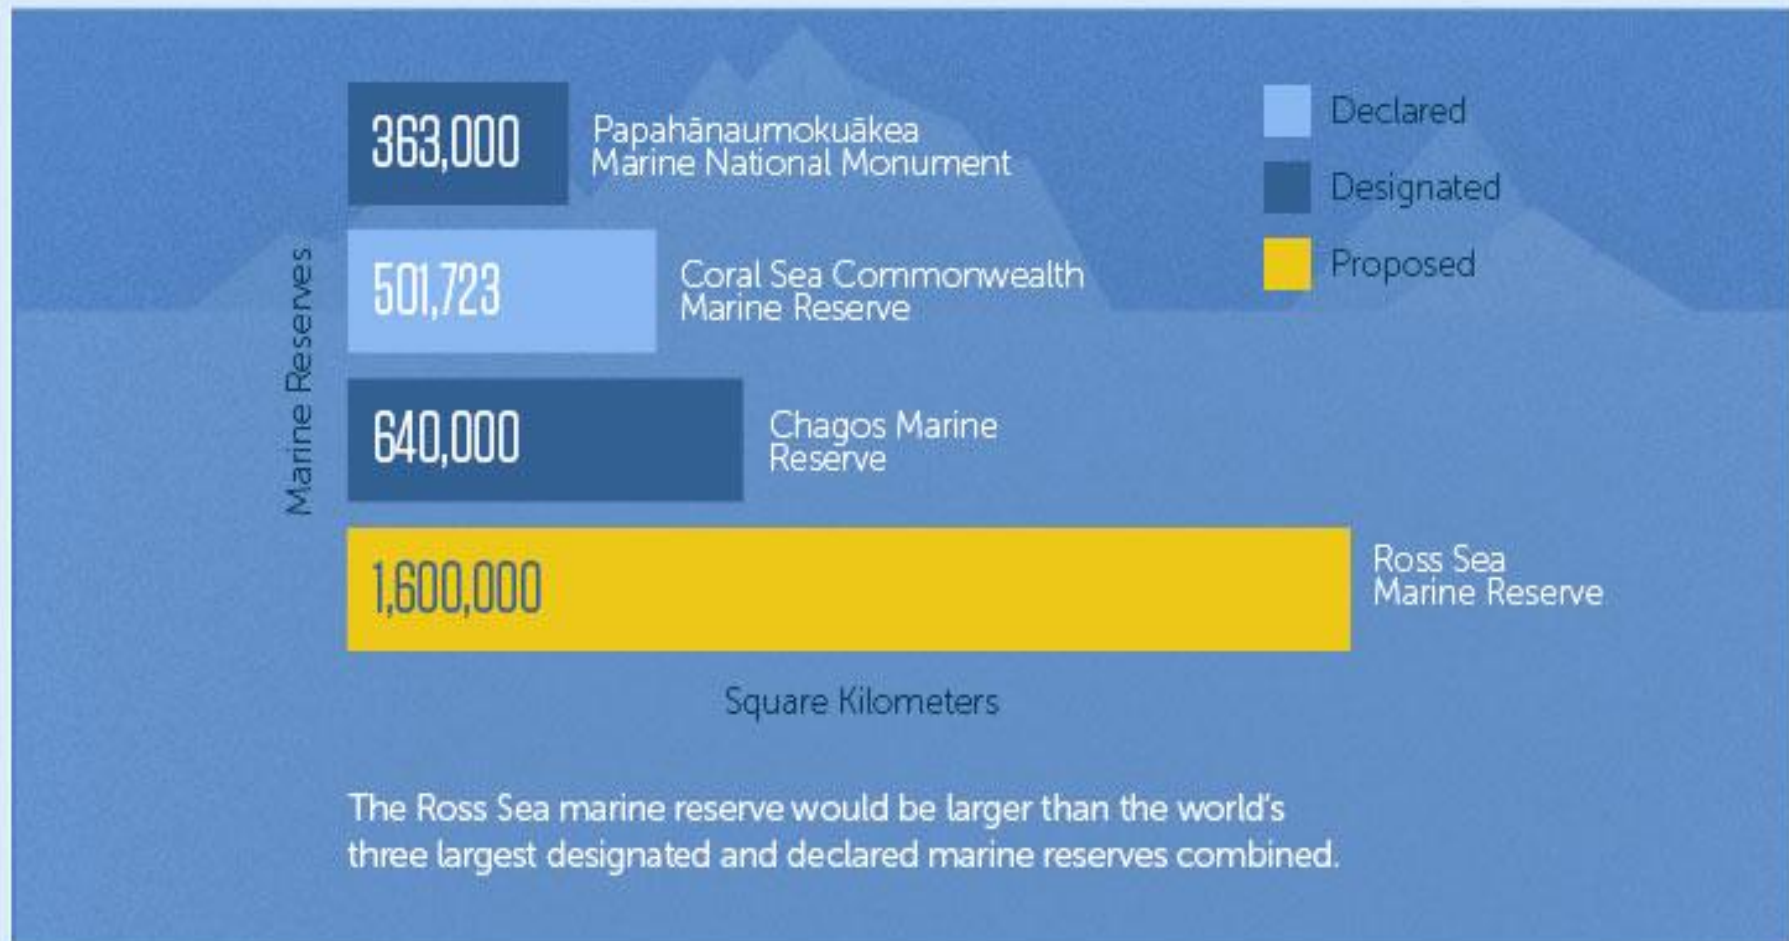 363,000
Papahānaumokuākea
Marine National Monument
501,723
Coral Sea Commonwealth
Marine Reserve
640,000
Chagos Marine
Reserve
1,600,000
Ross Sea
Marine Reserve
Marine Reserves
Square Kilometers
Declared
Designated
Proposed
The Ross Sea marine reserve would be larger than the world's
three largest designated and declared marine reserves combined.